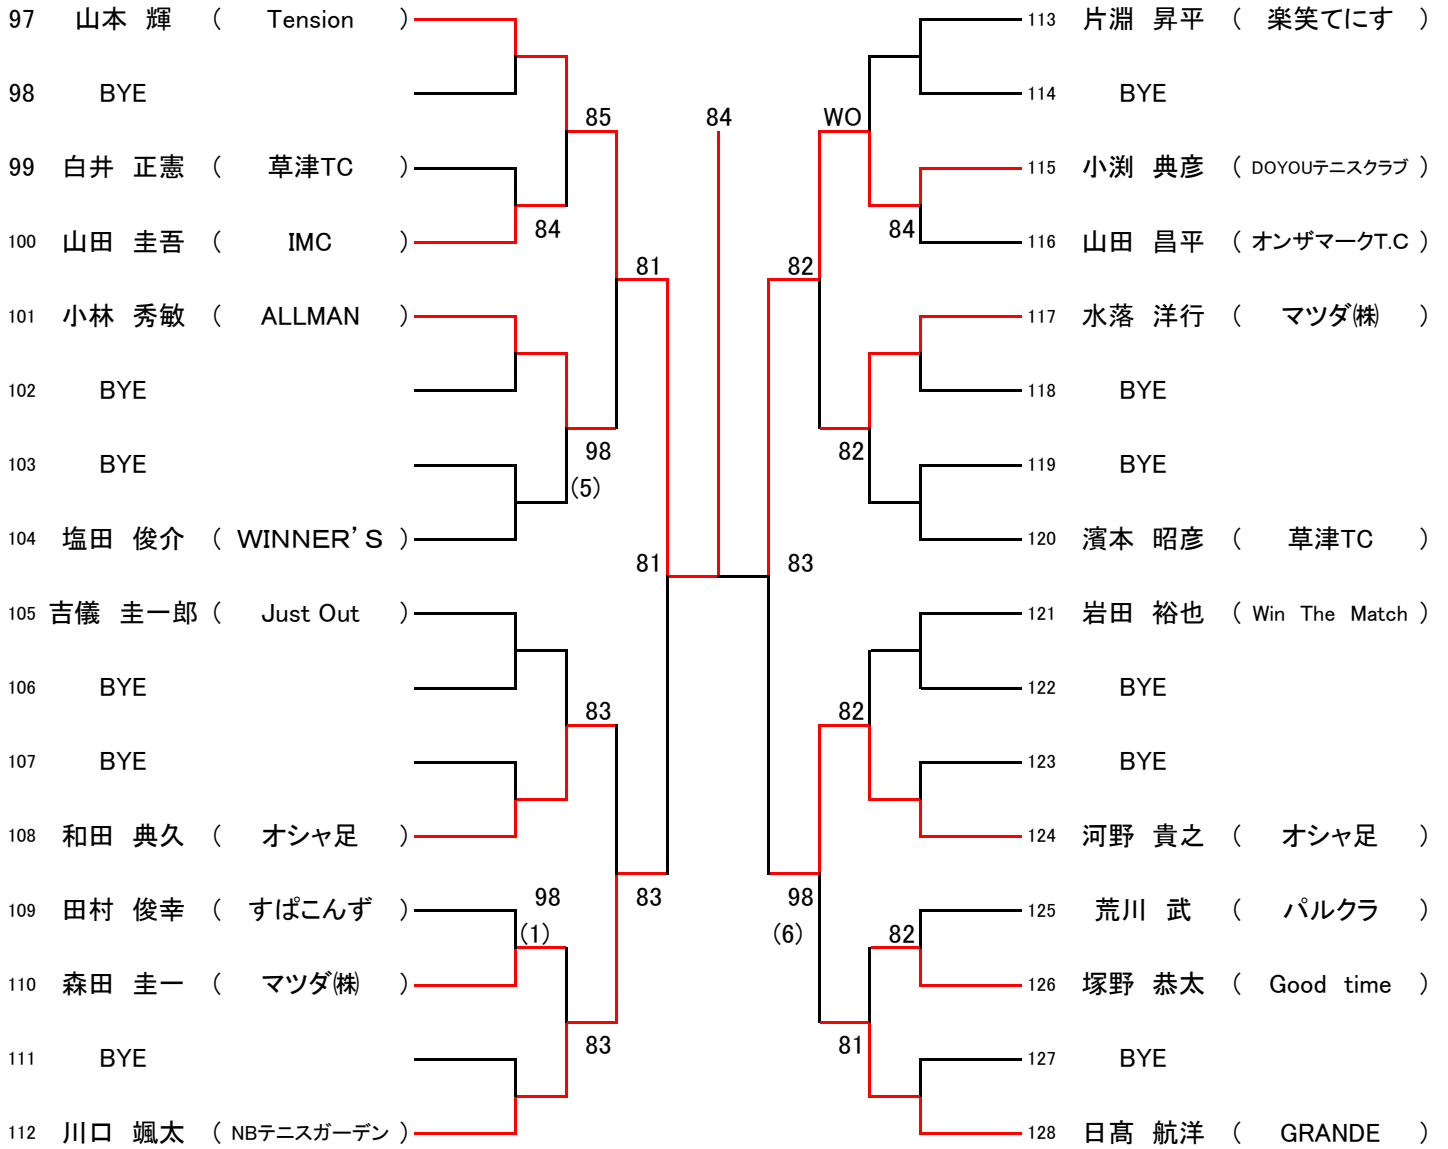 97 山本 輝 ( Tension )
98 BYE
85
99 白井 正憲 ( 草津TC )
84
100 山田 圭吾 ( IMC )
81
101 小林 秀敏 ( ALLMAN )
102 BYE
98
(5)
103 BYE
104 塩田 俊介 ( WINNER'S )
81
105 吉儀 圭一郎 ( Just Out )
106 BYE
83
107 BYE
108 和田 典久 ( オシャ足 )
83
98
(1)
109 田村 俊幸 ( すぱこんず )
110 森田 圭一 ( マツダ㈱ )
83
111 BYE
112 川口 颯太 ( NBテニスガーデン )
84
113 片淵 昇平 ( 楽笑てにす )
114 BYE
WO
115 小渕 典彦 ( DOYOUテニスクラブ )
84
116 山田 昌平 ( オンザマークT.C )
82
117 水落 洋行 ( マツダ㈱ )
118 BYE
82
119 BYE
120 濱本 昭彦 ( 草津TC )
83
121 岩田 裕也 ( Win The Match )
122 BYE
82
123 BYE
124 河野 貴之 ( オシャ足 )
98
(6)
125 荒川 武 ( パルクラ )
82
126 塚野 恭太 ( Good time )
81
127 BYE
128 日髙 航洋 ( GRANDE )